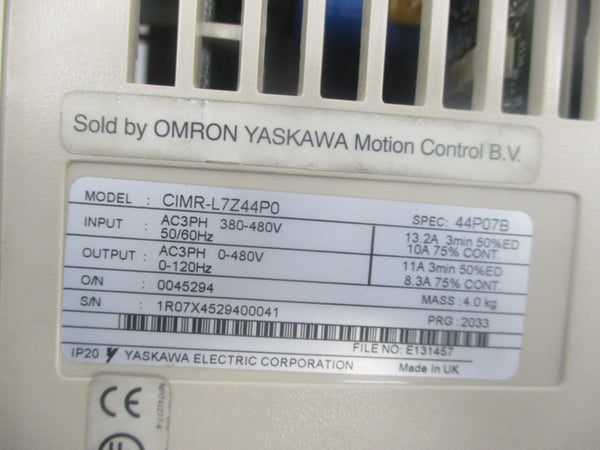 Sold by OMRON YASKAWA Motion Control B.V.
MODEL : CIMR-L7Z44P0 SPEC: 44P07B
INPUT : AC3PH 380-480V 13.2A 3min 50%ED
50/60Hz 10A 75% CONT.
OUTPUT : AC3PH 0-480V 11A 3min 50%ED
0-120Hz 8.3A 75% CONT.
O/N : 0045294 MASS : 4.0 kg
S/N : 1R07X4529400041 PRG : 2033
FILE NO: E131457
IP20 YASKAWA ELECTRIC CORPORATION Made In UK
CE